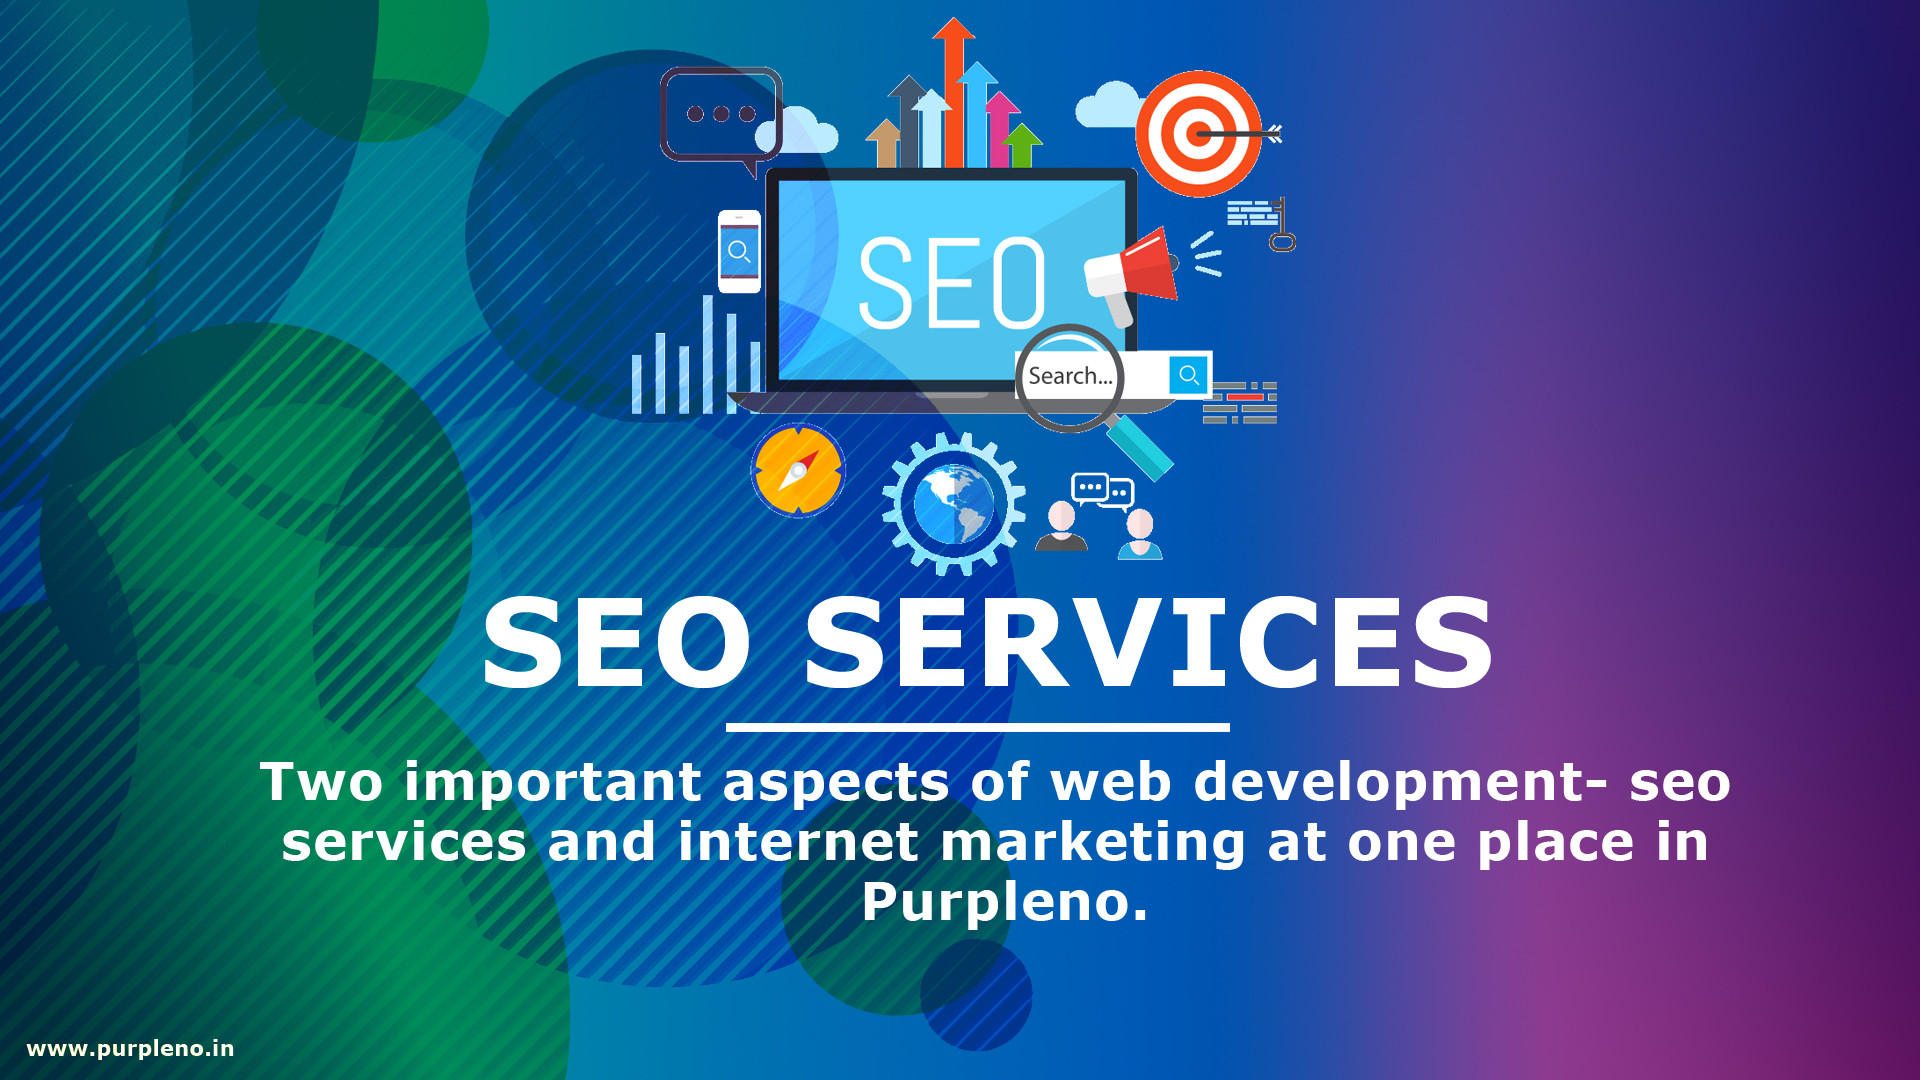 SEO
Search...
SEO SERVICES
Two important aspects of web development- seo
services and internet marketing at one place in
Purpleno.
www.purpleno.in